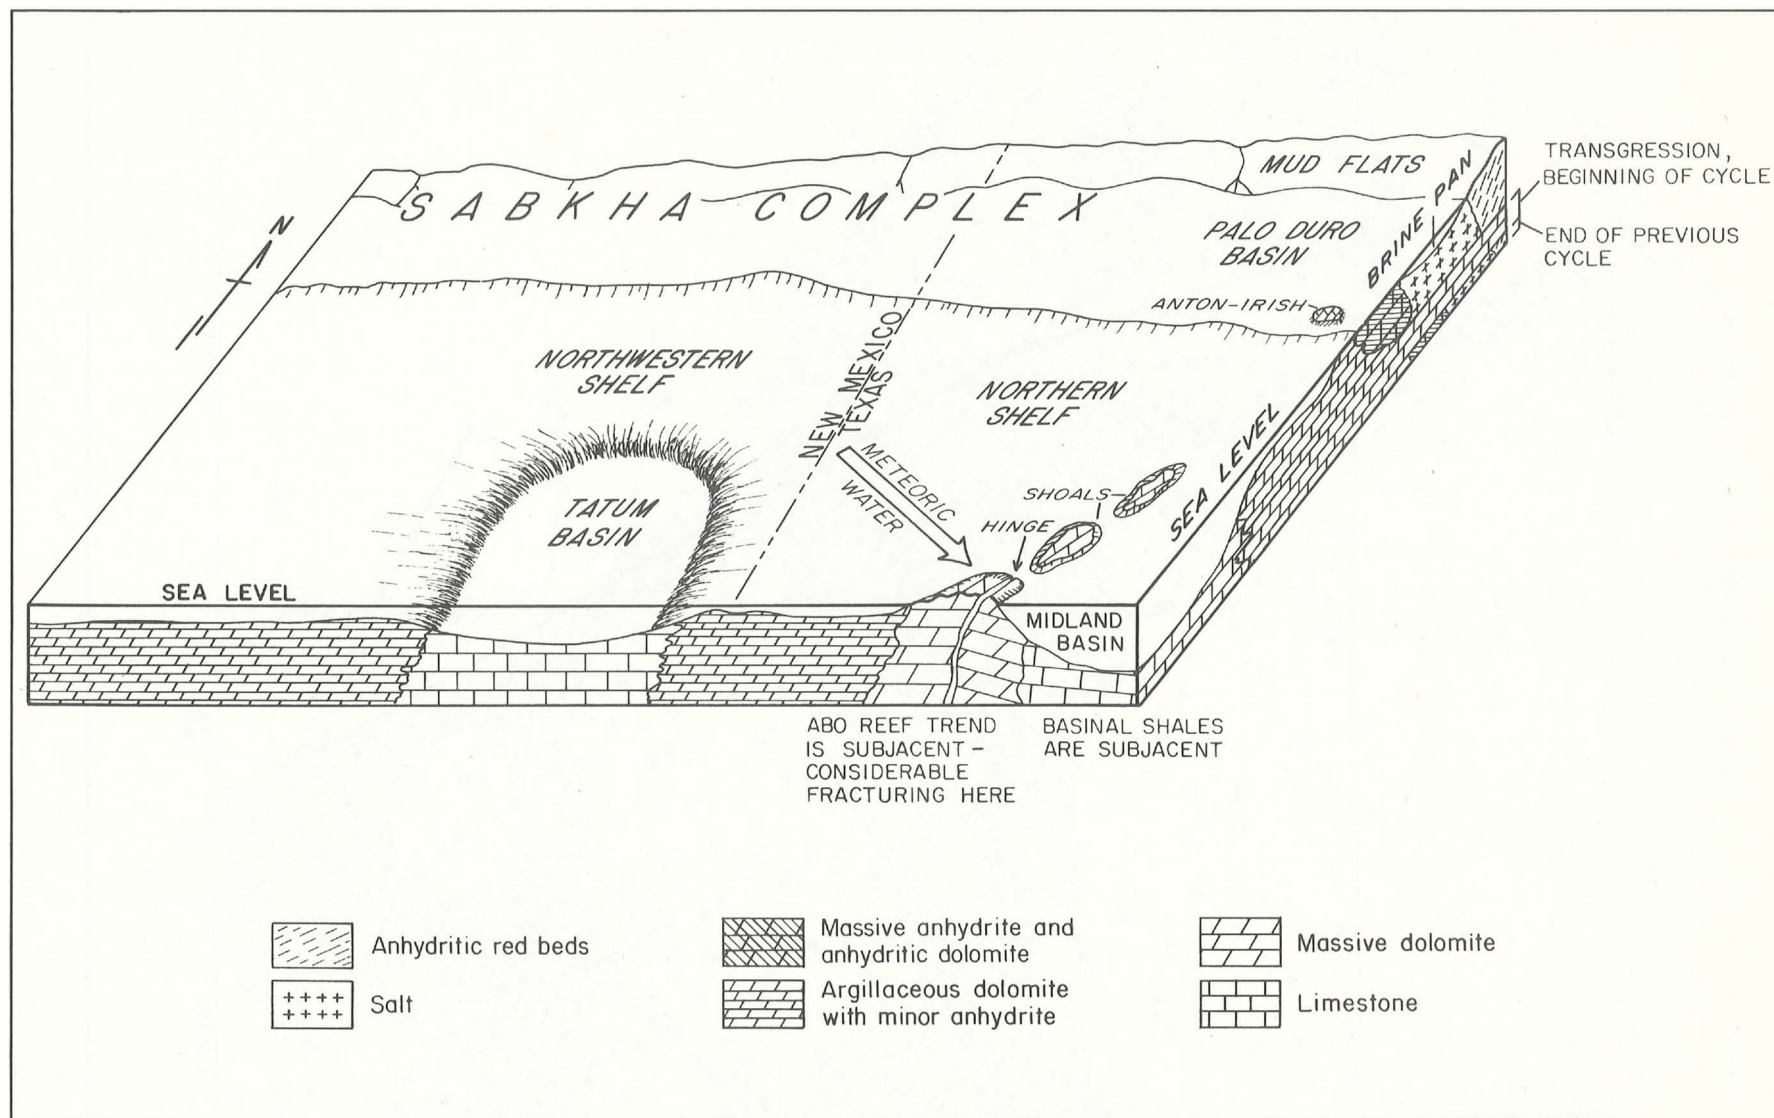 MUD FLATS
TRANSGRESSION,
BEGINNING OF CYCLE
SABKHA COMPLEX
BRINE PAN
N
PALO DURO
BASIN
END OF PREVIOUS
CYCLE
ANTON-IRISH
NORTHWESTERN
SHELF
NEW MEXICO
TEXAS
NORTHERN
SHELF
METEORIC
WATER
SHOALS
SEA LEVEL
TATUM
BASIN
HINGE
SEA LEVEL
MIDLAND
BASIN
ABO REEF TREND
IS SUBJACENT –
CONSIDERABLE
FRACTURING HERE
BASINAL SHALES
ARE SUBJACENT
Anhydritic red beds
Salt
Massive anhydrite and
anhydritic dolomite
Argillaceous dolomite
with minor anhydrite
Massive dolomite
Limestone